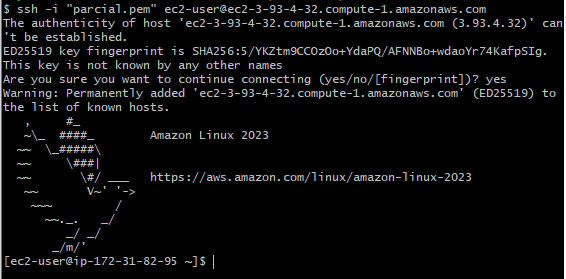 $ ssh -i "parcial.pem" ec2-user@ec2-3-93-4-32.compute-1.amazonaws.com
The authenticity of host 'ec2-3-93-4-32.compute-1.amazonaws.com (3.93.4.32)' can
't be established.
ED25519 key fingerprint is SHA256:5/YKZtm9CCOzOo+YdaPQ/AFNNBo+wdaoYr74KafpSIg.
This key is not known by any other names
Are you sure you want to continue connecting (yes/no/[fingerprint])? yes
Warning: Permanently added 'ec2-3-93-4-32.compute-1.amazonaws.com' (ED25519) to
the list of known hosts.
   ,     #_
   ~\_  ####_        Amazon Linux 2023
  ~~  \_#####\
  ~~     \###|
  ~~       \#/ ___   https://aws.amazon.com/linux/amazon-linux-2023
   ~~       V~' '->
    ~~~         /
      ~~._.   _/
         _/ _/
       _/m/'
[ec2-user@ip-172-31-82-95 ~]$